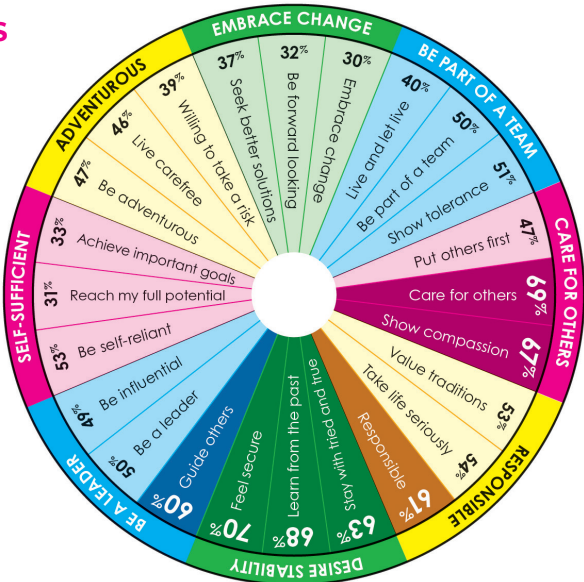 S
EMBRACE CHANGE
37%
Seek better solutions
32%
Be forward looking
30%
Embrace change
BE PART OF A TEAM
40%
Live and let live
50%
Be part of a team
51%
Show tolerance
CARE FOR OTHERS
47%
Put others first
69%
Care for others
67%
Show compassion
RESPONSIBLE
53%
Value traditions
54%
Take life seriously
61%
Responsible
DESIRE STABILITY
63%
Stay with tried and true
68%
Learn from the past
70%
Feel secure
BE A LEADER
60%
Guide others
50%
Be a leader
49%
Be influential
SELF-SUFFICIENT
53%
Be self-reliant
31%
Reach my full potential
33%
Achieve important goals
ADVENTUROUS
47%
Be adventurous
46%
Live carefree
39%
Willing to take a risk